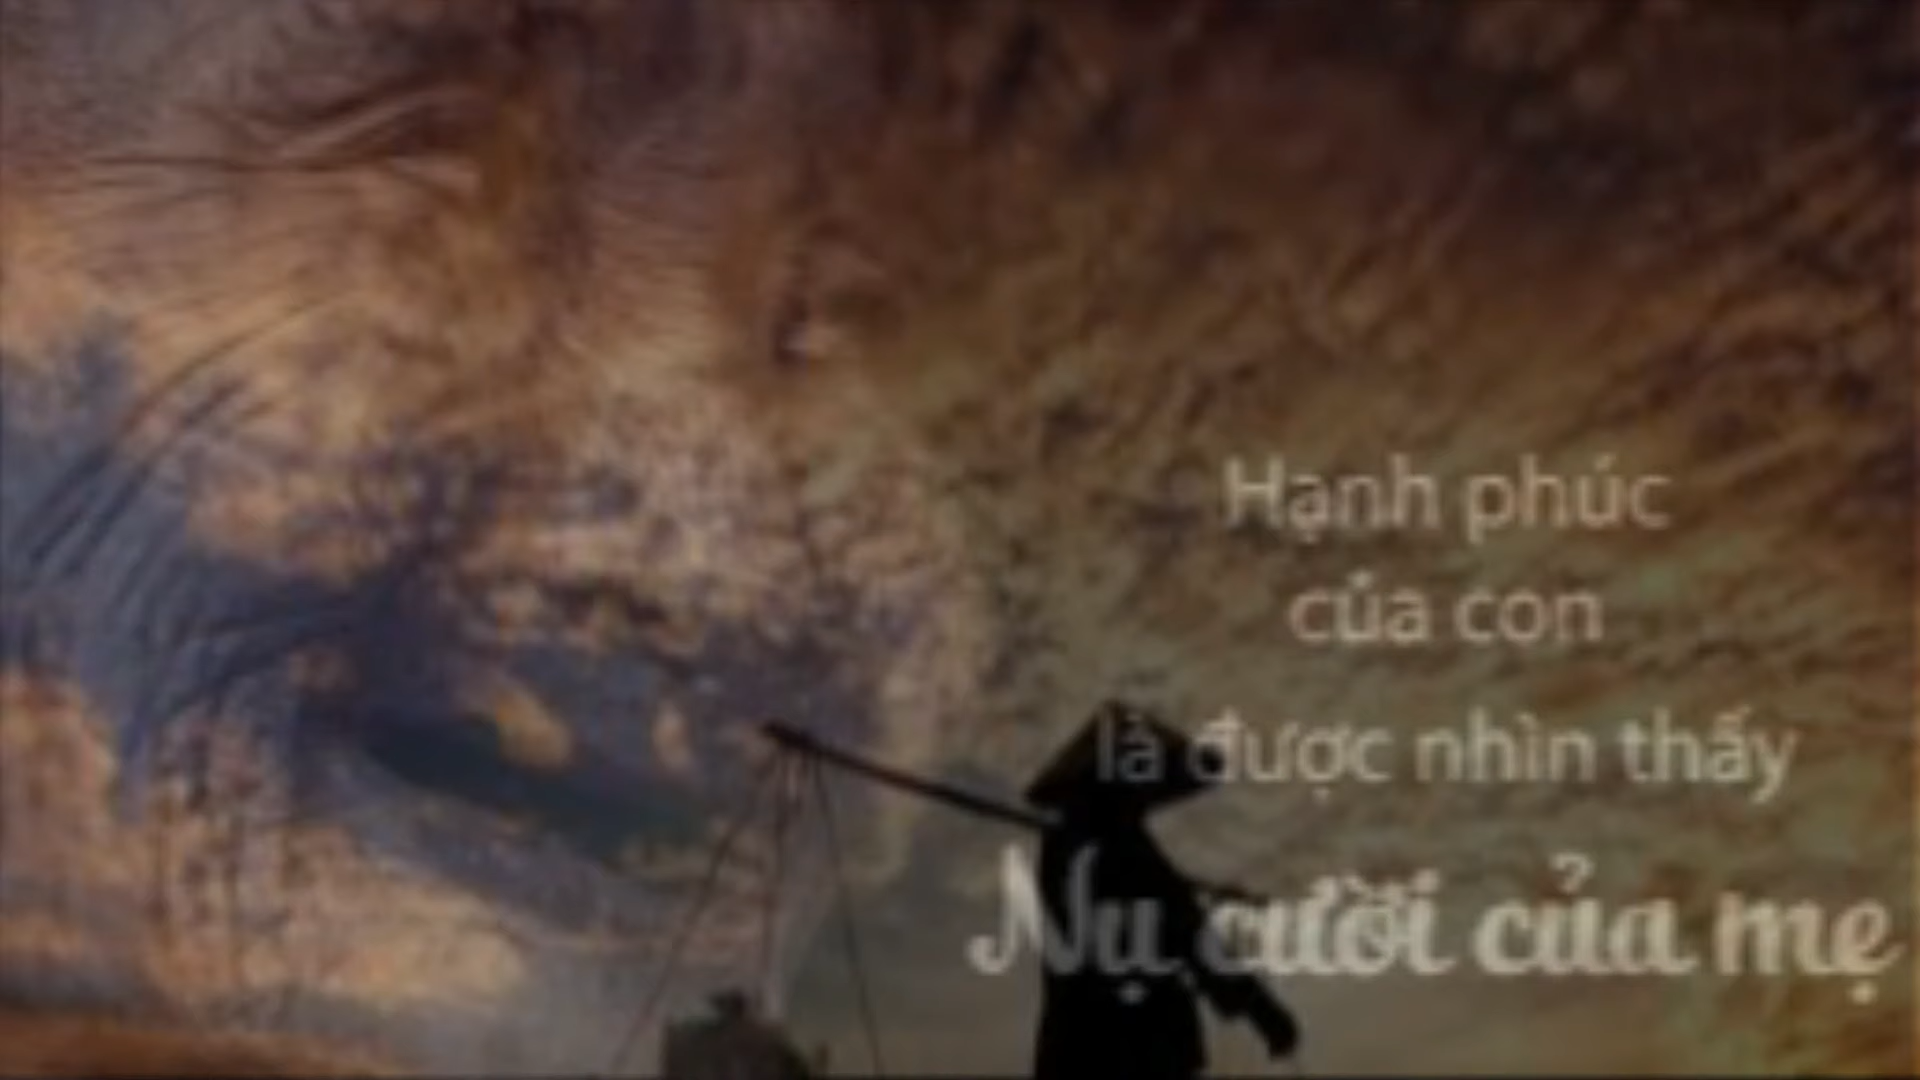 Hạnh phúc
của con
là được nhìn thấy
Nụ cười của mẹ